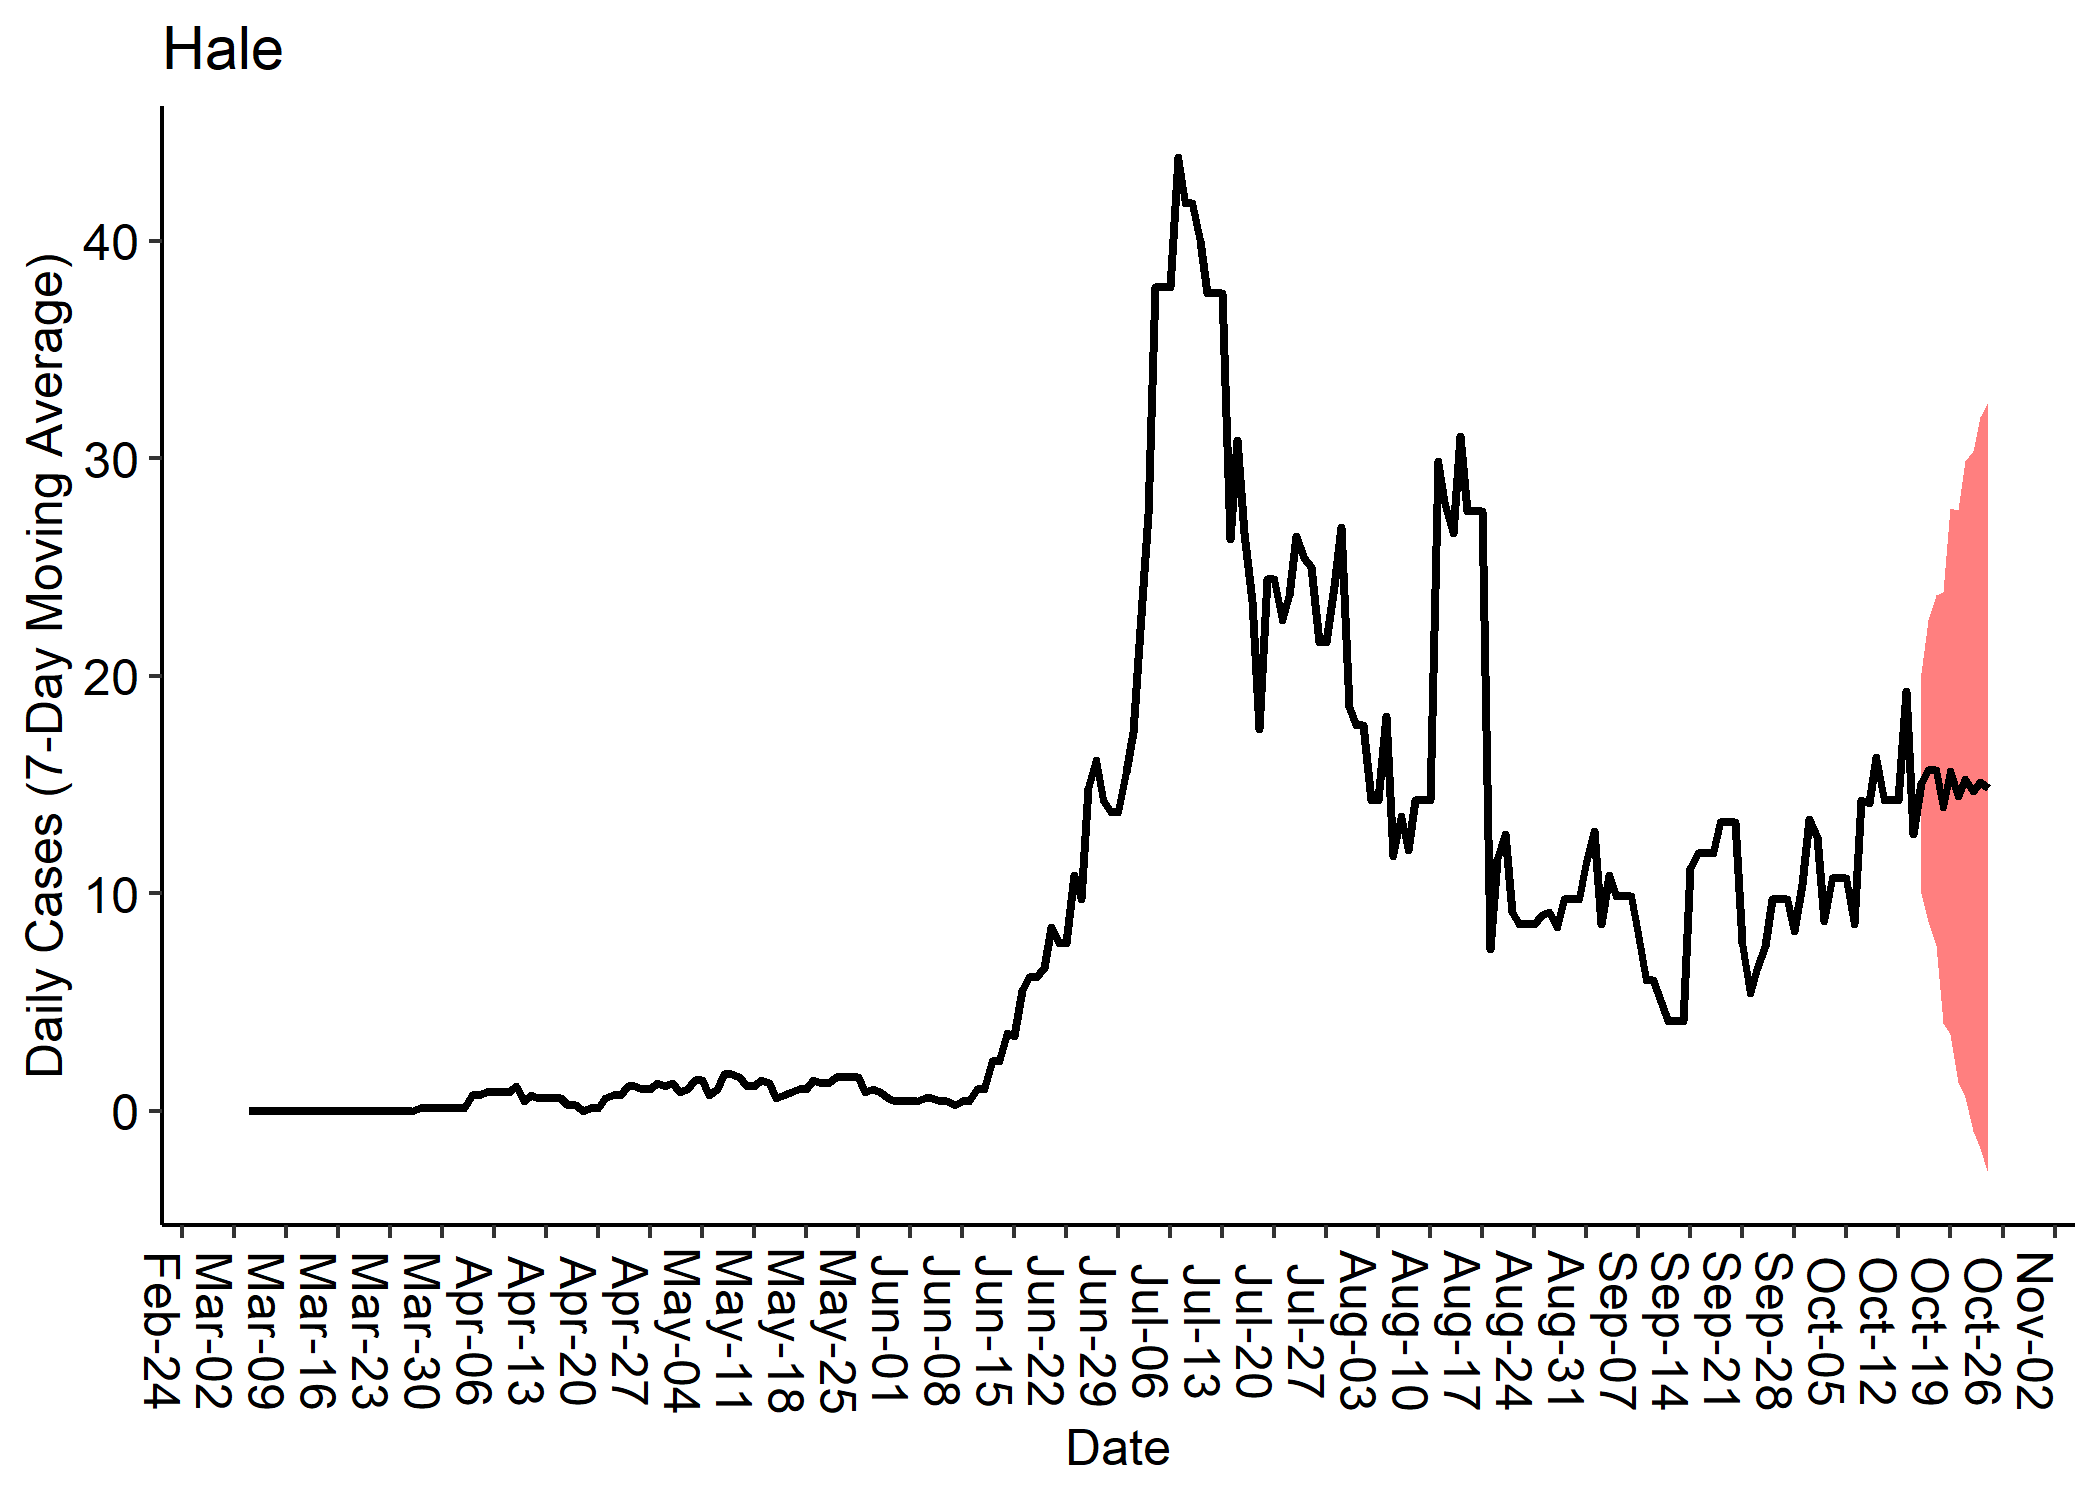 Hale
Daily Cases (7-Day Moving Average)
40
30
20
10
0
Feb-24
Mar-02
Mar-09
Mar-16
Mar-23
Mar-30
Apr-06
Apr-13
Apr-20
Apr-27
May-04
May-11
May-18
May-25
Jun-01
Jun-08
Jun-15
Jun-22
Jun-29
Jul-06
Jul-13
Jul-20
Jul-27
Aug-03
Aug-10
Aug-17
Aug-24
Aug-31
Sep-07
Sep-14
Sep-21
Sep-28
Oct-05
Oct-12
Oct-19
Oct-26
Nov-02
Date